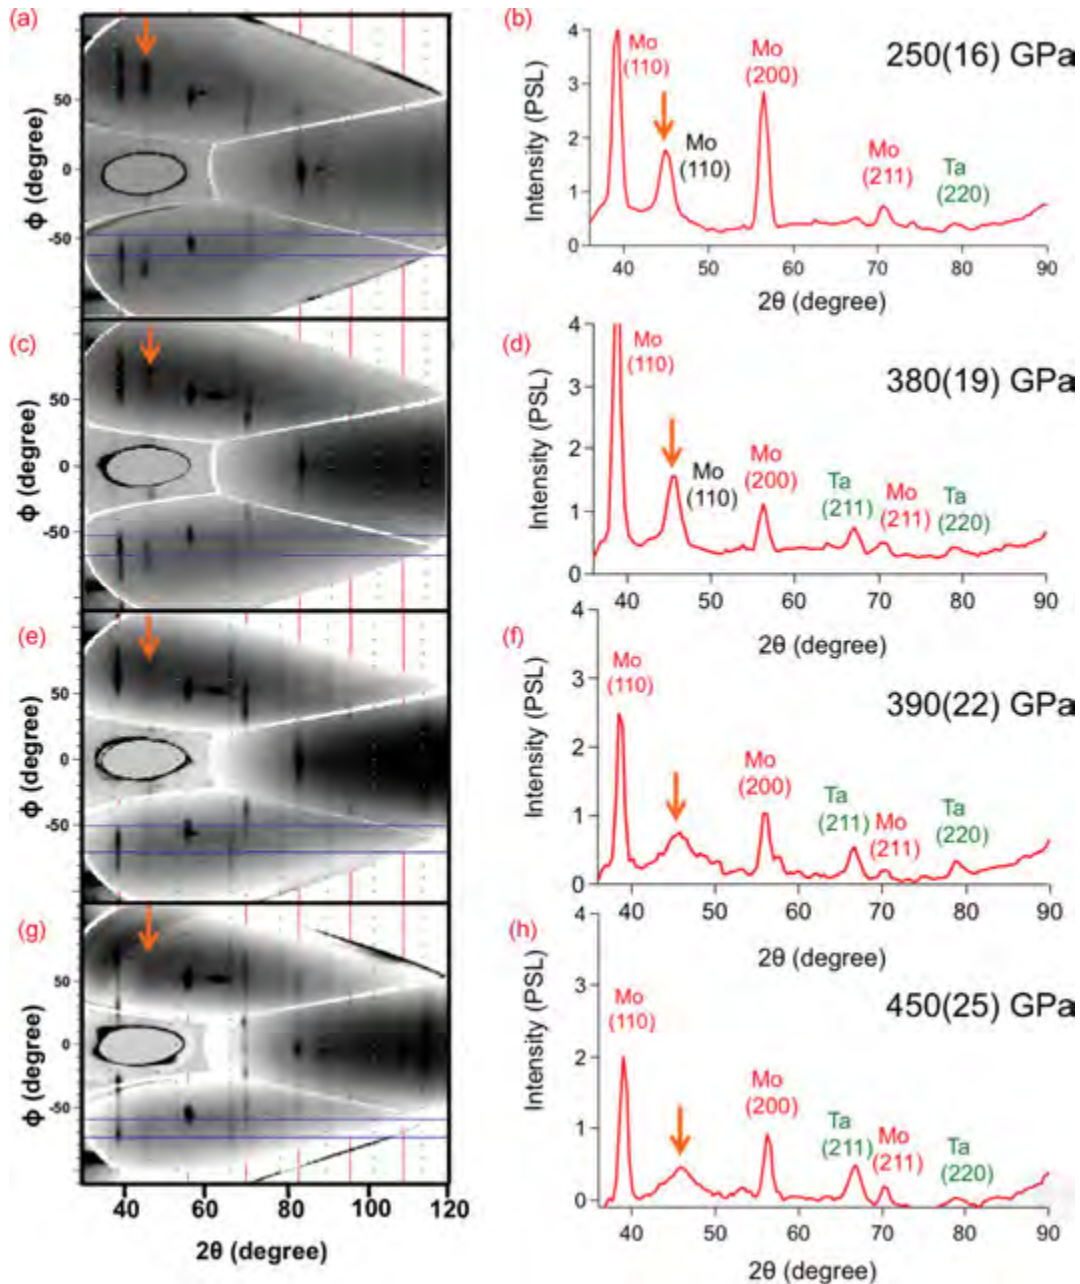 (a)
ϕ (degree)
50
0
-50
(b)
Intensity (PSL)
4
3
2
1
0
Mo
(110)
Mo
(110)
Mo
(200)
Mo
(211)
Ta
(220)
250(16) GPa
40 50 60 70 80 90
2θ (degree)
(c)
ϕ (degree)
50
0
-50
(d)
Intensity (PSL)
4
3
2
1
0
Mo
(110)
Mo
(110)
Mo
(200)
Ta
(211)
Mo
(211)
Ta
(220)
380(19) GPa
40 50 60 70 80 90
2θ (degree)
(e)
ϕ (degree)
50
0
-50
(f)
Intensity (PSL)
4
3
2
1
0
Mo
(110)
Mo
(200)
Ta
(211)
Mo
(211)
Ta
(220)
390(22) GPa
40 50 60 70 80 90
2θ (degree)
(g)
ϕ (degree)
50
0
-50
40 60 80 100 120
2θ (degree)
(h)
Intensity (PSL)
4
3
2
1
0
Mo
(110)
Mo
(200)
Ta
(211)
Mo
(211)
Ta
(220)
450(25) GPa
40 50 60 70 80 90
2θ (degree)